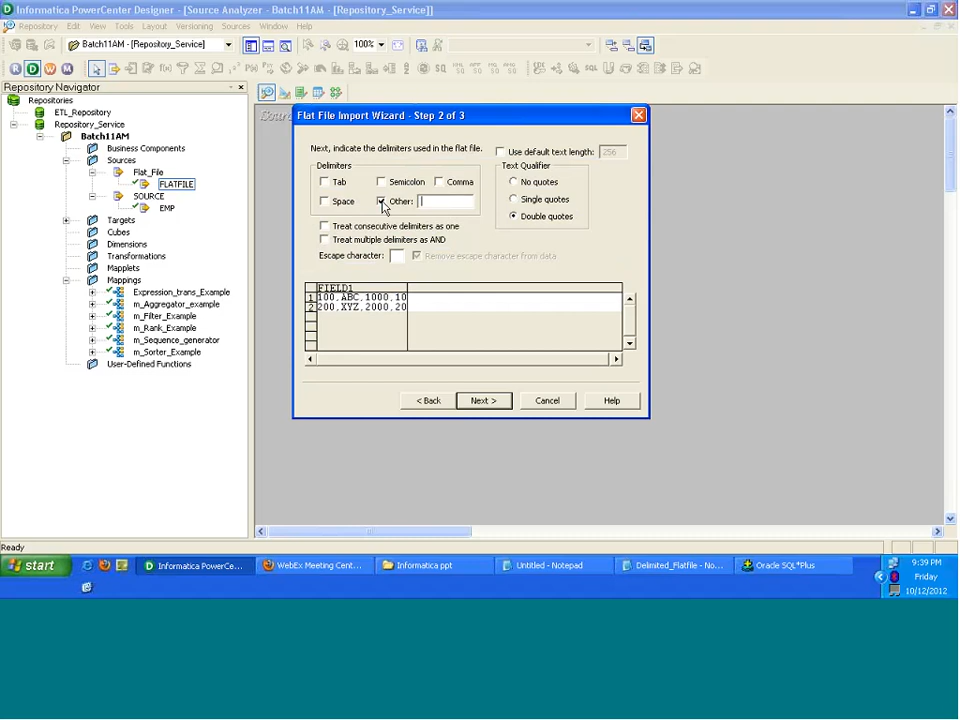 Informatica PowerCenter Designer - [Source Analyzer - Batch11AM - [Repository_Service]]
Repository Edit View Tools Layout Versioning Sources Window Help
Batch11AM - [Repository_Service]
100%
R D W M
Repository Navigator
Repositories
ETL_Repository
Repository_Service
Batch11AM
Business Components
Sources
Flat_File
FLATFILE
SOURCE
EMP
Targets
Cubes
Dimensions
Transformations
Mapplets
Mappings
Expression_trans_Example
m_Aggregator_example
m_Filter_Example
m_Rank_Example
m_Sequence_generator
m_Sorter_Example
User-Defined Functions
Flat File Import Wizard - Step 2 of 3
Next, indicate the delimiters used in the flat file.
Use default text length: 256
Delimiters
Text Qualifier
Tab Semicolon Comma
No quotes
Space Other:
Single quotes
Double quotes
Treat consecutive delimiters as one
Treat multiple delimiters as AND
Escape character: Remove escape character from data
FIELD1
1 100,ABC,1000,10
2 200,XYZ,2000,20
< Back Next > Cancel Help
Ready
start
Informatica PowerCe...
WebEx Meeting Cent...
Informatica ppt
Untitled - Notepad
Delimited_Flatfile - No...
Oracle SQL*Plus
9:39 PM
Friday
10/12/2012